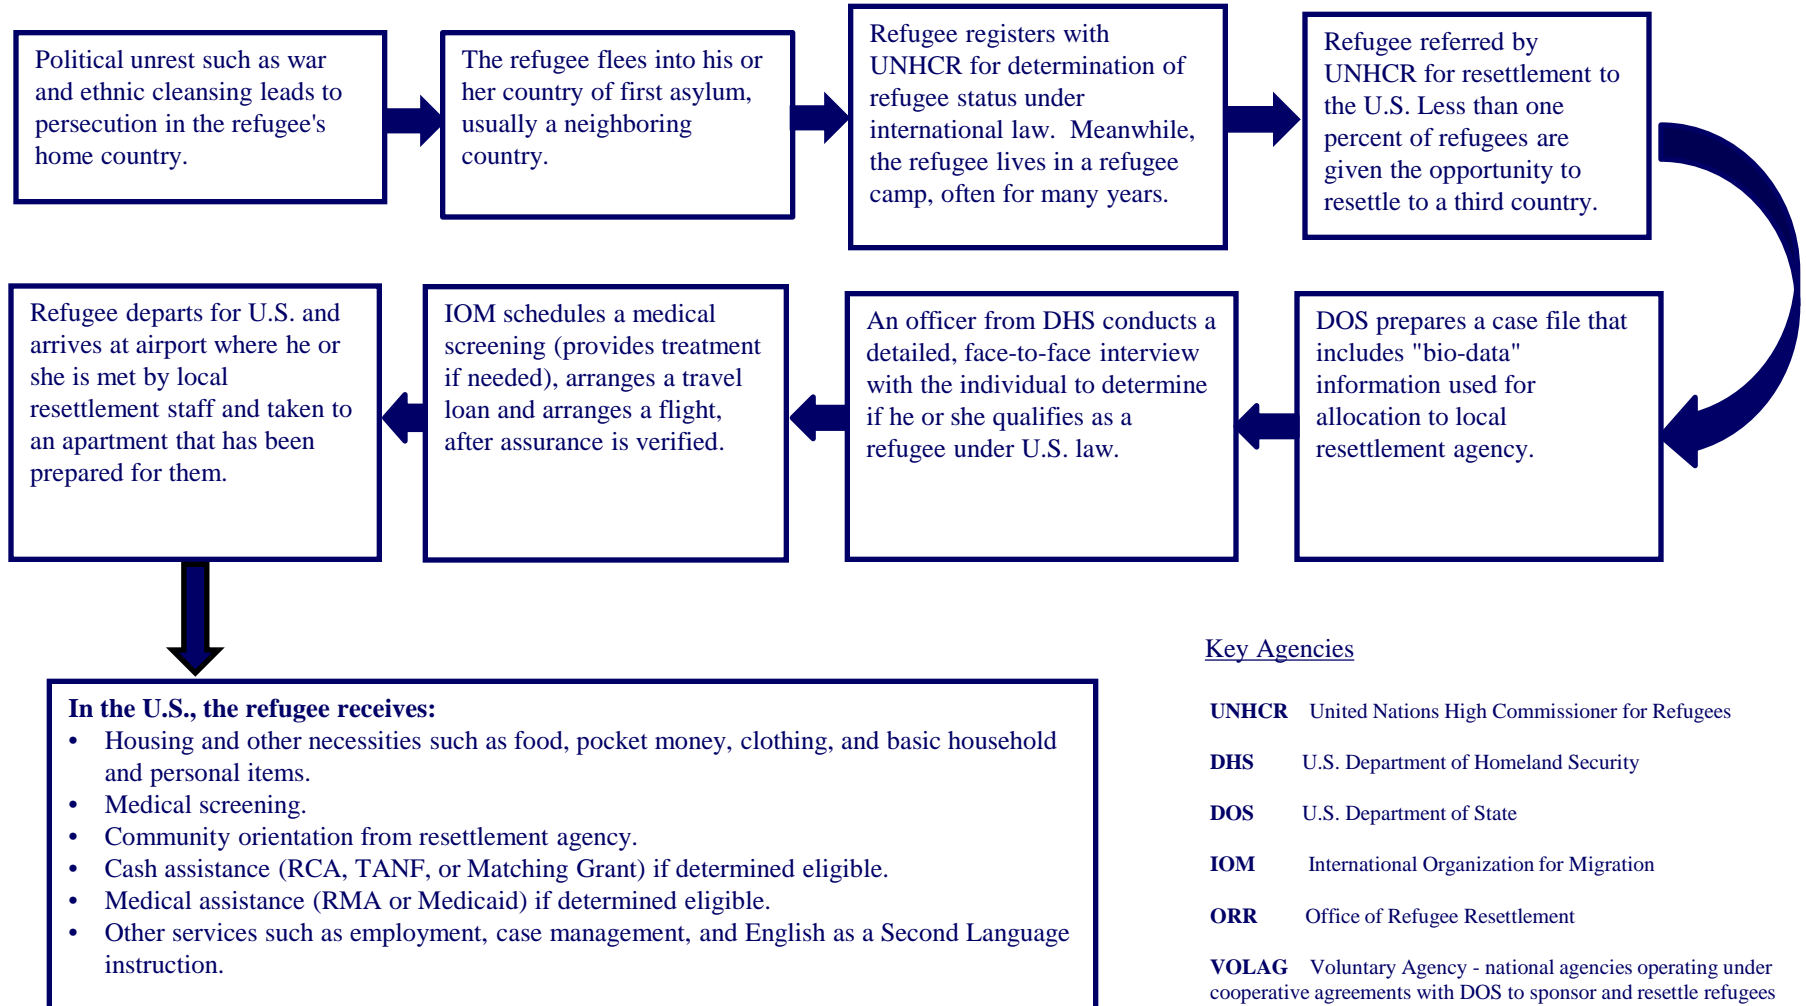 Political unrest such as war
and ethnic cleansing leads to
persecution in the refugee's
home country.
The refugee flees into his or
her country of first asylum,
usually a neighboring
country.
Refugee registers with
UNHCR for determination of
refugee status under
international law.  Meanwhile,
the refugee lives in a refugee
camp, often for many years.
Refugee referred by
UNHCR for resettlement to
the U.S. Less than one
percent of refugees are
given the opportunity to
resettle to a third country.
DOS prepares a case file that
includes "bio-data"
information used for
allocation to local
resettlement agency.
An officer from DHS conducts a
detailed, face-to-face interview
with the individual to determine
if he or she qualifies as a
refugee under U.S. law.
IOM schedules a medical
screening (provides treatment
if needed), arranges a travel
loan and arranges a flight,
after assurance is verified.
Refugee departs for U.S. and
arrives at airport where he or
she is met by local
resettlement staff and taken to
an apartment that has been
prepared for them.
In the U.S., the refugee receives:
• Housing and other necessities such as food, pocket money, clothing, and basic household
and personal items.
• Medical screening.
• Community orientation from resettlement agency.
• Cash assistance (RCA, TANF, or Matching Grant) if determined eligible.
• Medical assistance (RMA or Medicaid) if determined eligible.
• Other services such as employment, case management, and English as a Second Language
instruction.
Key Agencies
UNHCR United Nations High Commissioner for Refugees
DHS U.S. Department of Homeland Security
DOS U.S. Department of State
IOM International Organization for Migration
ORR Office of Refugee Resettlement
VOLAG Voluntary Agency - national agencies operating under
cooperative agreements with DOS to sponsor and resettle refugees